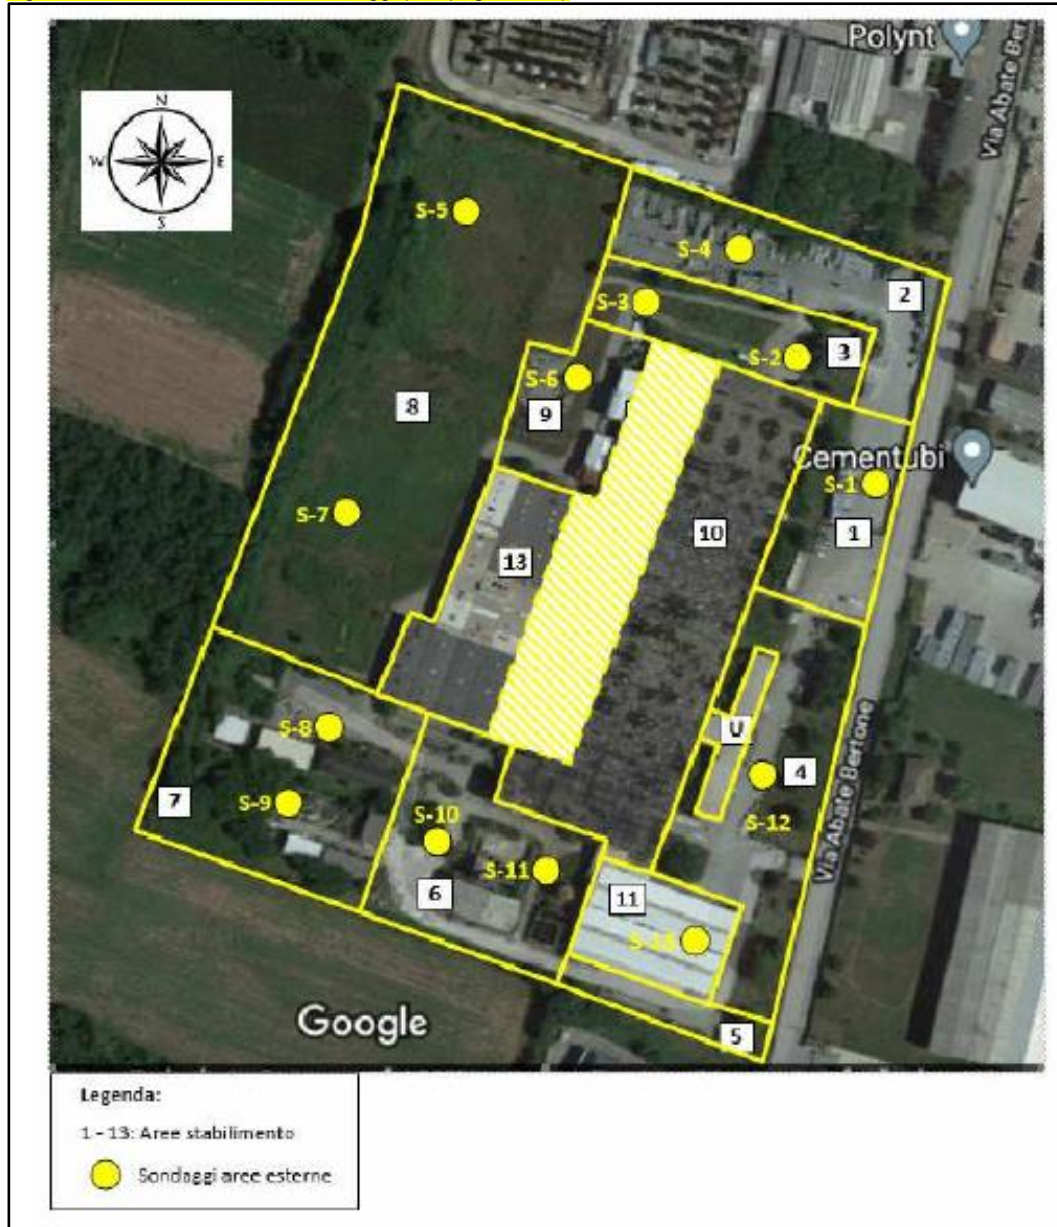 Polynt
Via Abate Ber
N
W
E
S
S-5
S-4
2
S-3
S-2
3
S-6
8
9
Cementubi
S-1
S-7
10
1
13
S-8
U
4
7
S-9
S-10
S-12
Via Abate Bertone
S-11
6
11
Google
5
Legenda:
1 - 13: Aree stabilimento
Sondaggi aree esterne